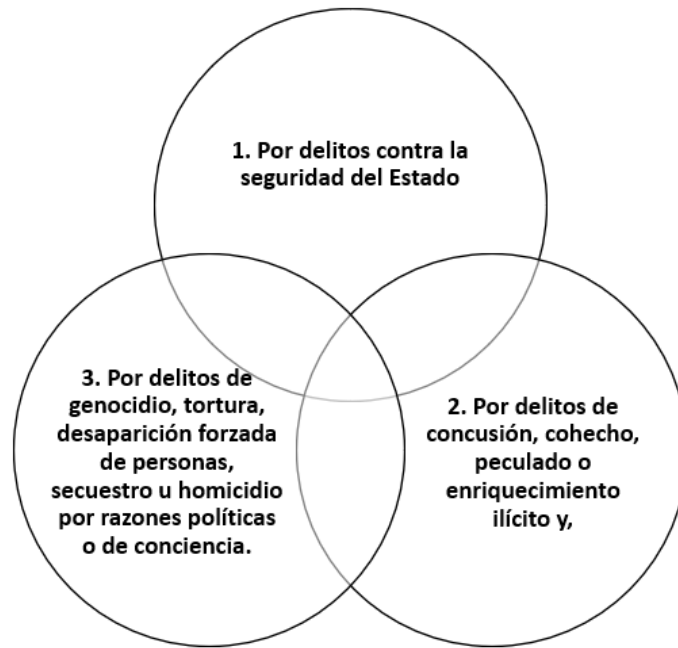 1. Por delitos contra la
seguridad del Estado
3. Por delitos de
genocidio, tortura,
desaparición forzada
de personas,
secuestro u homicidio
por razones políticas
o de conciencia.
2. Por delitos de
concusión, cohecho,
peculado o
enriquecimiento
ilícito y,